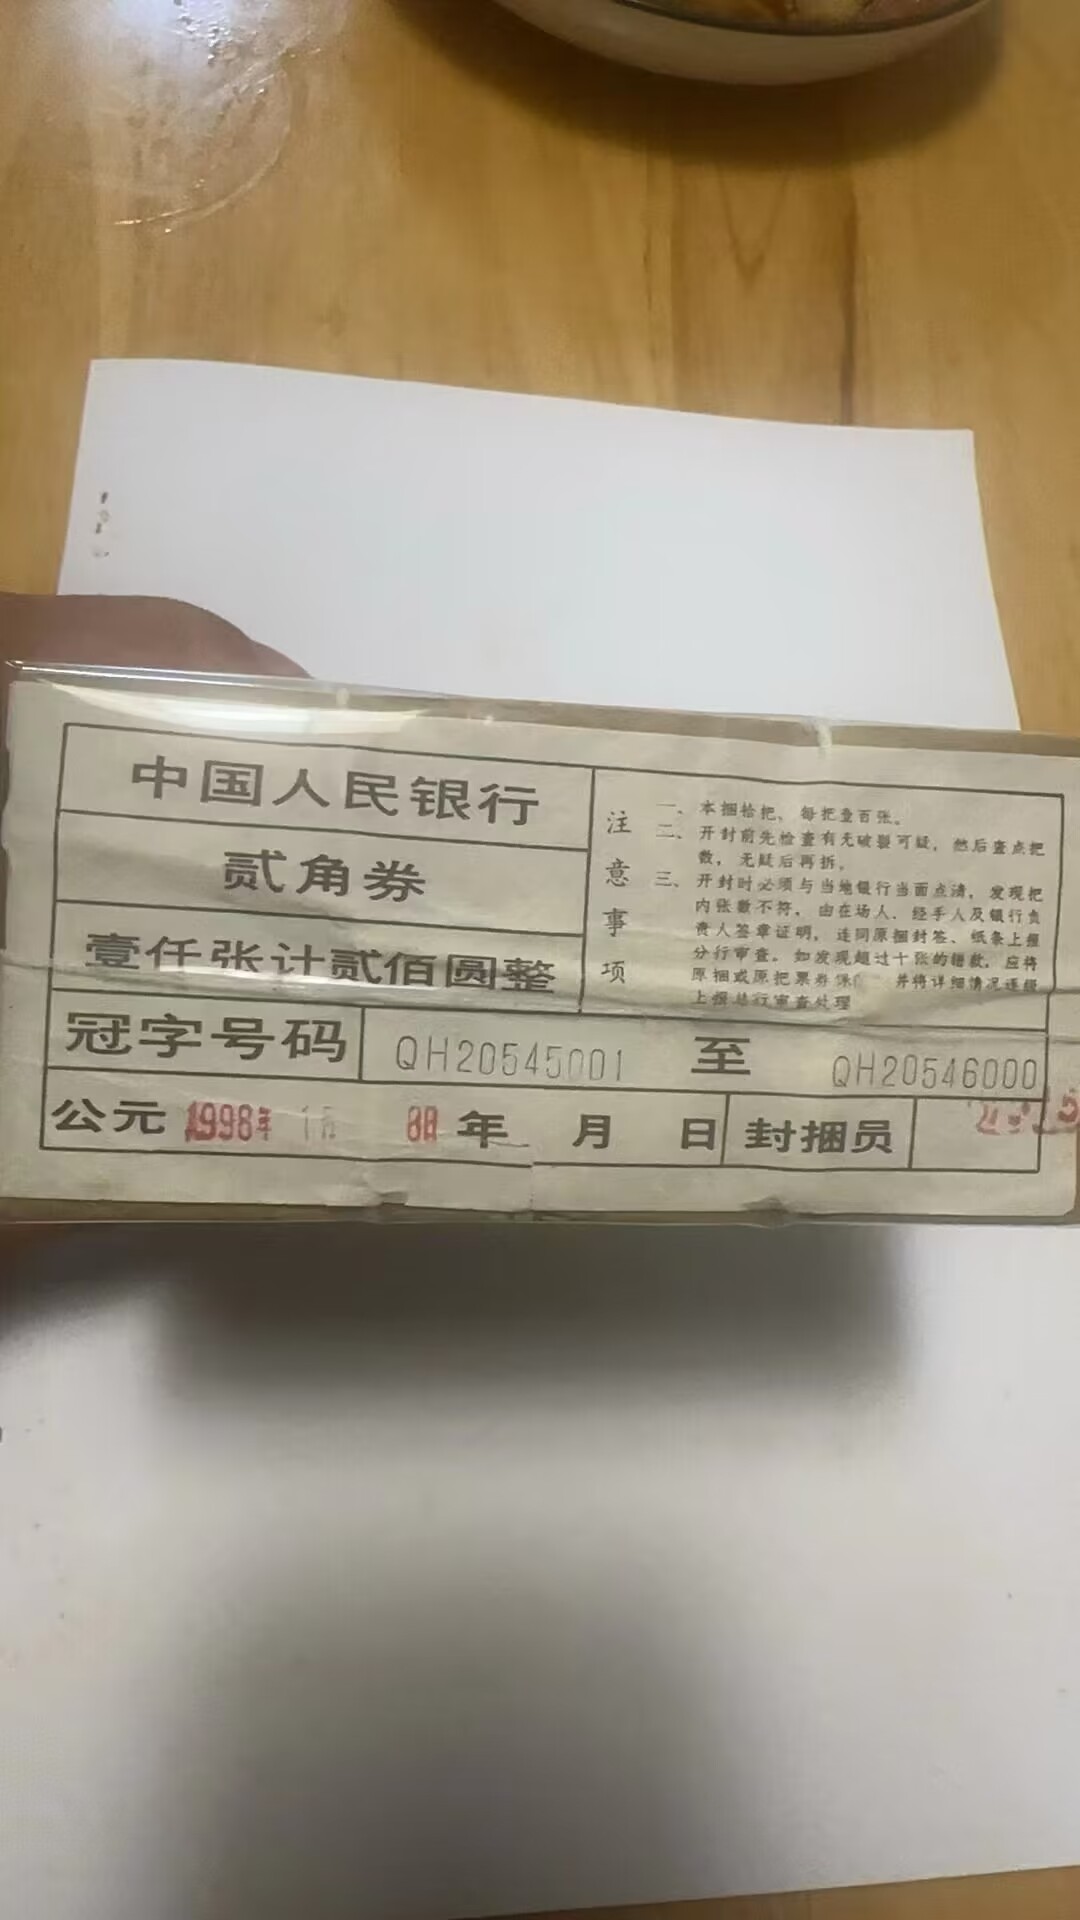 中国人民银行
贰角券
壹仟张计贰佰圆整
注意事项
一、本捆拾把，每把壹百张。
二、开封前先检查有无破裂可疑，然后查点把
数，无疑后再拆。
三、开封时必须与当地银行当面点清，发现把
内张数不符，由在场人、经手人及银行负
责人签章证明，连同原捆封签、纸条上报
分行审查。如发现超过十张的错款，应将
原捆或原把票券保 并将详细情况逐级
上报总行审查处理
冠字号码 QH20545001 至 QH20546000
公元 1998年 年 月 日 封捆员